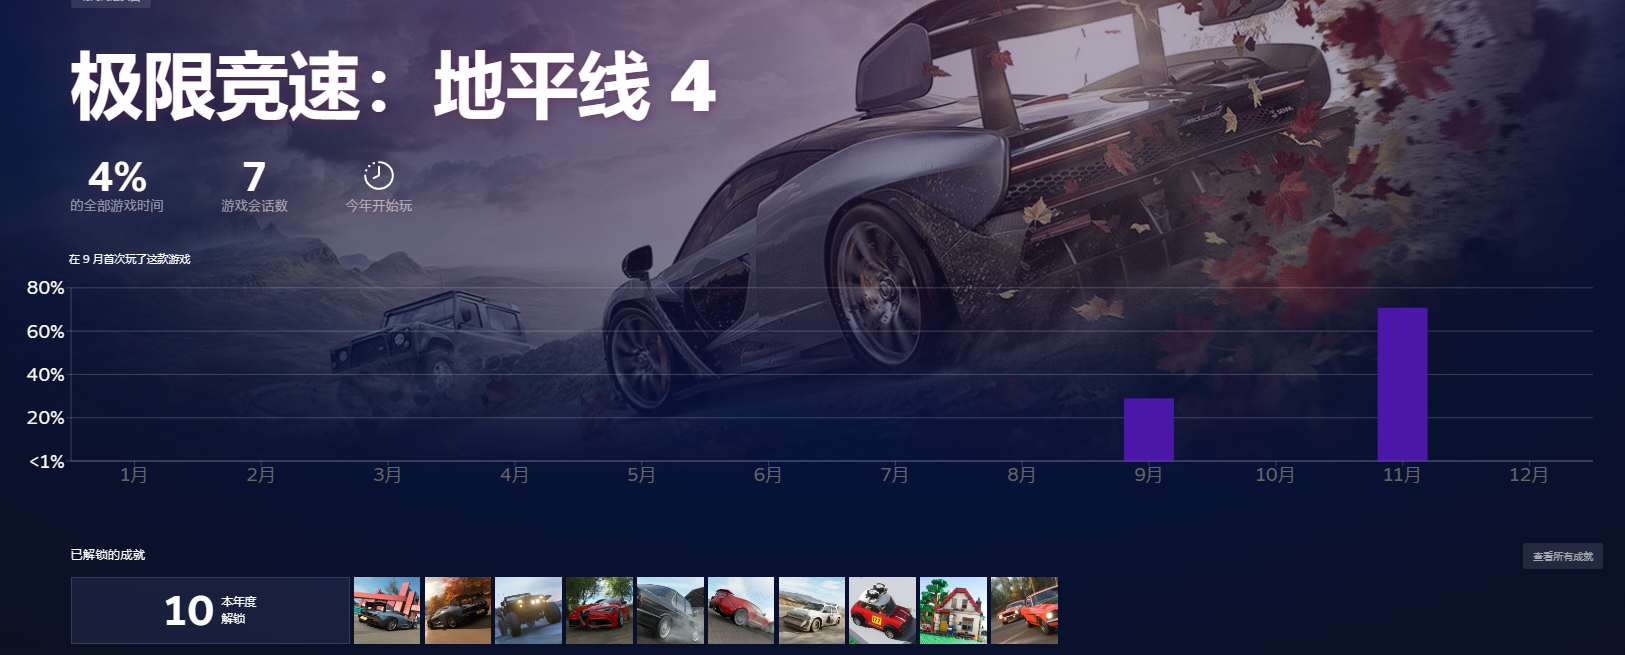 极限竞速：地平线 4
4% 7
的全部游戏时间 游戏会话数 今年开始玩
在 9 月首次玩了这款游戏
80%
60%
40%
20%
<1%
1月 2月 3月 4月 5月 6月 7月 8月 9月 10月 11月 12月
已解锁的成就 查看所有成就
10 本年度
解锁
McLaren
SENNA